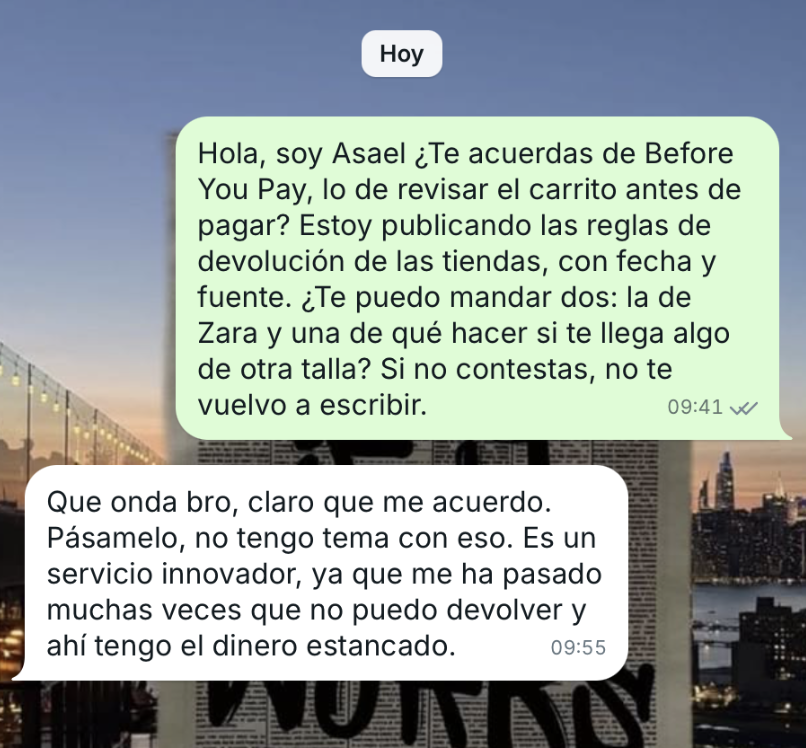 Hoy
Hola, soy Asael ¿Te acuerdas de Before
You Pay, lo de revisar el carrito antes de
pagar? Estoy publicando las reglas de
devolución de las tiendas, con fecha y
fuente. ¿Te puedo mandar dos: la de
Zara y una de qué hacer si te llega algo
de otra talla? Si no contestas, no te
vuelvo a escribir.
09:41
Que onda bro, claro que me acuerdo.
Pásamelo, no tengo tema con eso. Es un
servicio innovador, ya que me ha pasado
muchas veces que no puedo devolver y
ahí tengo el dinero estancado.
09:55